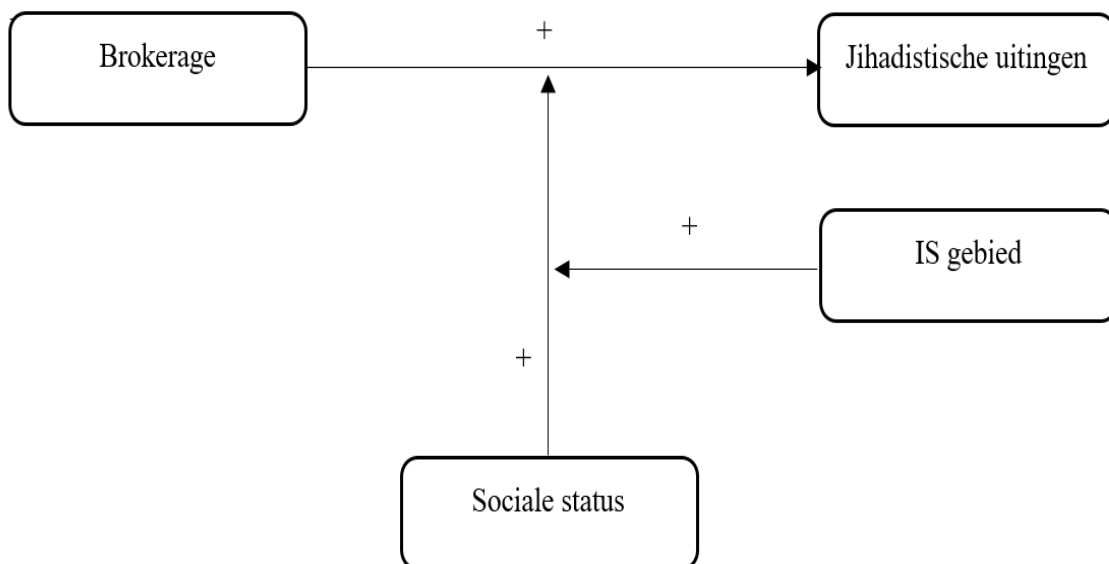 Brokerage
+
Jihadistische uitingen
+
IS gebied
+
Sociale status